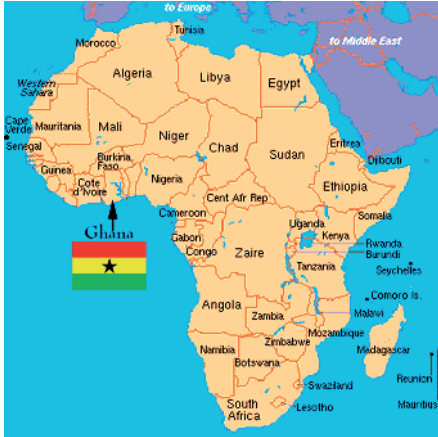 to Europe
Tunisia
Morocco
to Middle East
Algeria
Libya
Egypt
Western
Sahara
Cape
Verde
Mauritania
Mali
Niger
Chad
Sudan
Eritrea
Djibouti
Senegal
Burkina
Faso
Guinea
Cote
d'Ivoire
Nigeria
Ethiopia
Cent Afr Rep
Somalia
Ghana
Cameroon
Uganda
Kenya
Gabon
Congo
Zaire
Rwanda
Burundi
Tanzania
Seychelles
Comoro Is.
Angola
Zambia
Malawi
Mozambique
Zimbabwe
Madagascar
Namibia
Botswana
Reunion
Swaziland
Mauritius
South
Africa
Lesotho